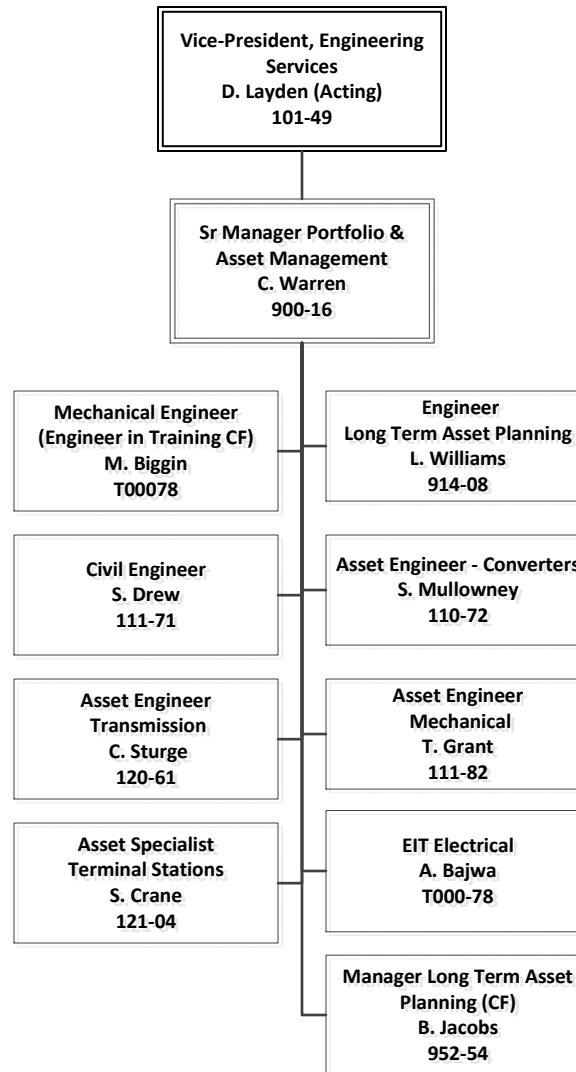 Vice-President, Engineering
Services
D. Layden (Acting)
101-49
Sr Manager Portfolio &
Asset Management
C. Warren
900-16
Mechanical Engineer
(Engineer in Training CF)
M. Biggin
T00078
Engineer
Long Term Asset Planning
L. Williams
914-08
Civil Engineer
S. Drew
111-71
Asset Engineer - Converters
S. Mullowney
110-72
Asset Engineer
Transmission
C. Sturge
120-61
Asset Engineer
Mechanical
T. Grant
111-82
Asset Specialist
Terminal Stations
S. Crane
121-04
EIT Electrical
A. Bajwa
T000-78
Manager Long Term Asset
Planning (CF)
B. Jacobs
952-54